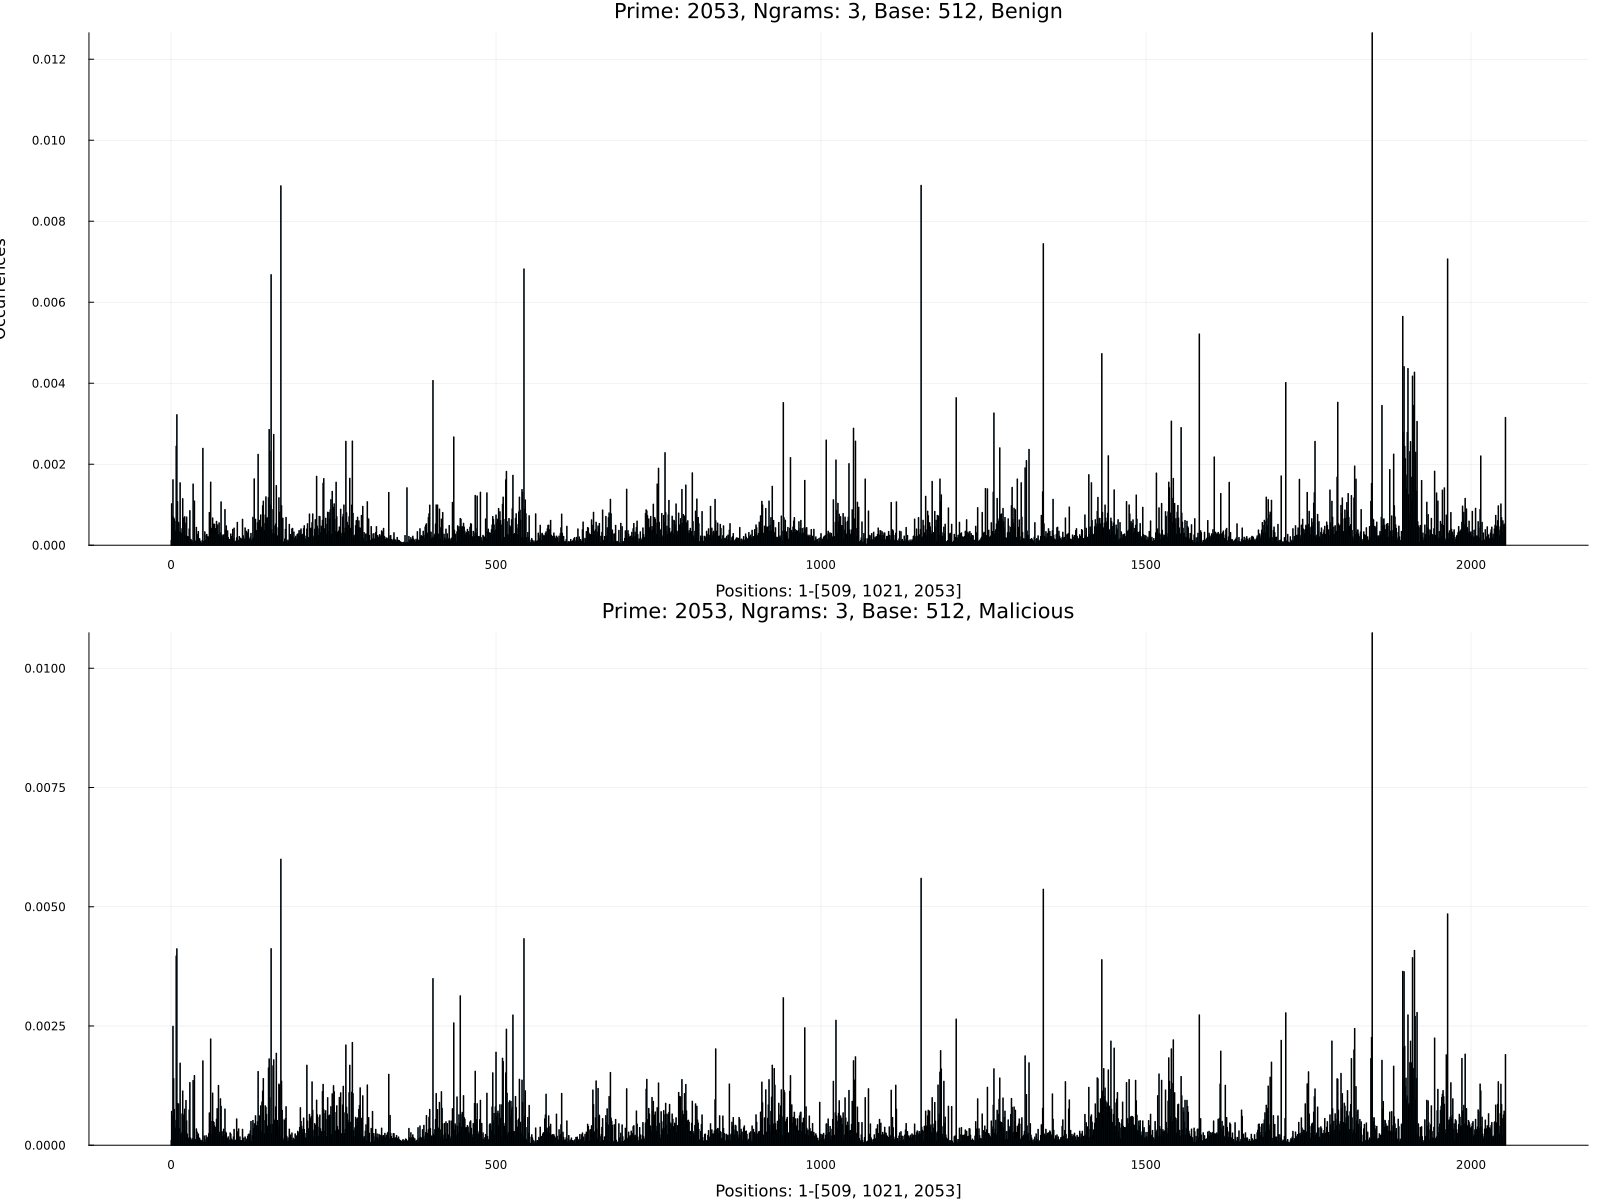 Prime: 2053, Ngrams: 3, Base: 512, Benign
0.012
0.010
0.008
0.006
0.004
0.002
0.000
Occurrences
0 500 1000 1500 2000
Positions: 1-[509, 1021, 2053]
Prime: 2053, Ngrams: 3, Base: 512, Malicious
0.0100
0.0075
0.0050
0.0025
0.0000
0 500 1000 1500 2000
Positions: 1-[509, 1021, 2053]